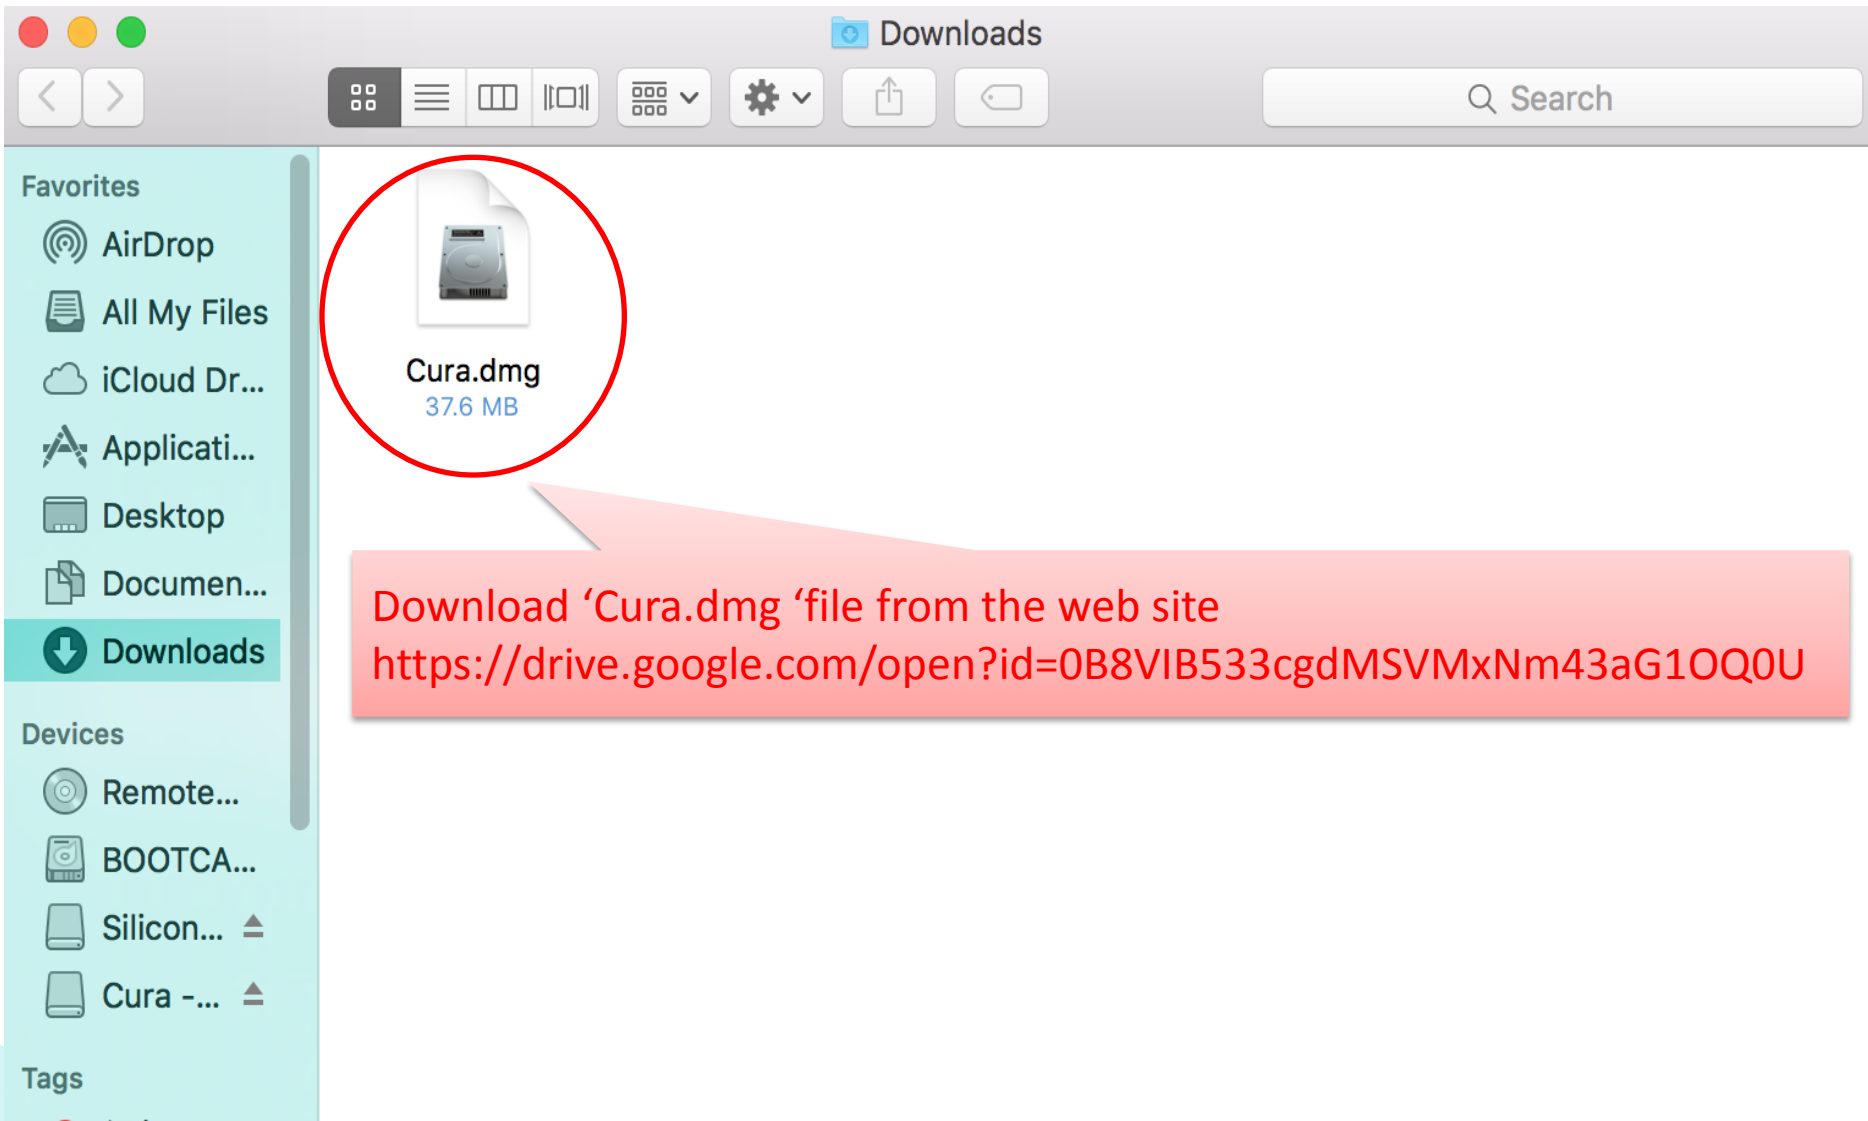 Downloads
Search
Favorites
AirDrop
All My Files
iCloud Dr...
Applicati...
Desktop
Documen...
Downloads
Devices
Remote...
BOOTCA...
Silicon...
Cura -...
Tags
Cura.dmg
37.6 MB
Download ‘Cura.dmg ‘file from the web site
https://drive.google.com/open?id=0B8VIB533cgdMSVMxNm43aG1OQ0U